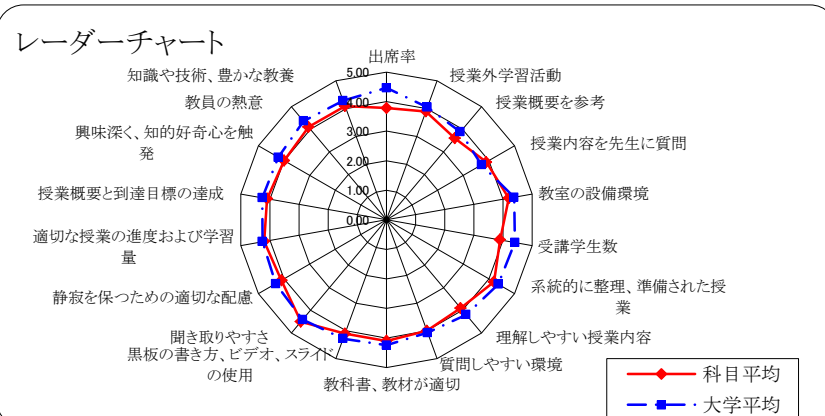 レーダーチャート
出席率
授業外学習活動
授業概要を参考
授業内容を先生に質問
教室の設備環境
受講学生数
系統的に整理、準備された授
業
理解しやすい授業内容
質問しやすい環境
教科書、教材が適切
黒板の書き方、ビデオ、スライド
の使用
聞き取りやすさ
静寂を保つための適切な配慮
適切な授業の進度および学習
量
授業概要と到達目標の達成
興味深く、知的好奇心を触
発
教員の熱意
知識や技術、豊かな教養
5.00
4.00
3.00
2.00
1.00
0.00
科目平均
大学平均